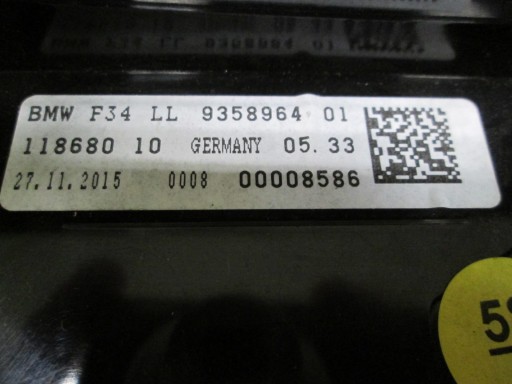 BMW F34 LL 9358964 01
118680 10 GERMANY 05.33
27.11.2015 0008 00008586